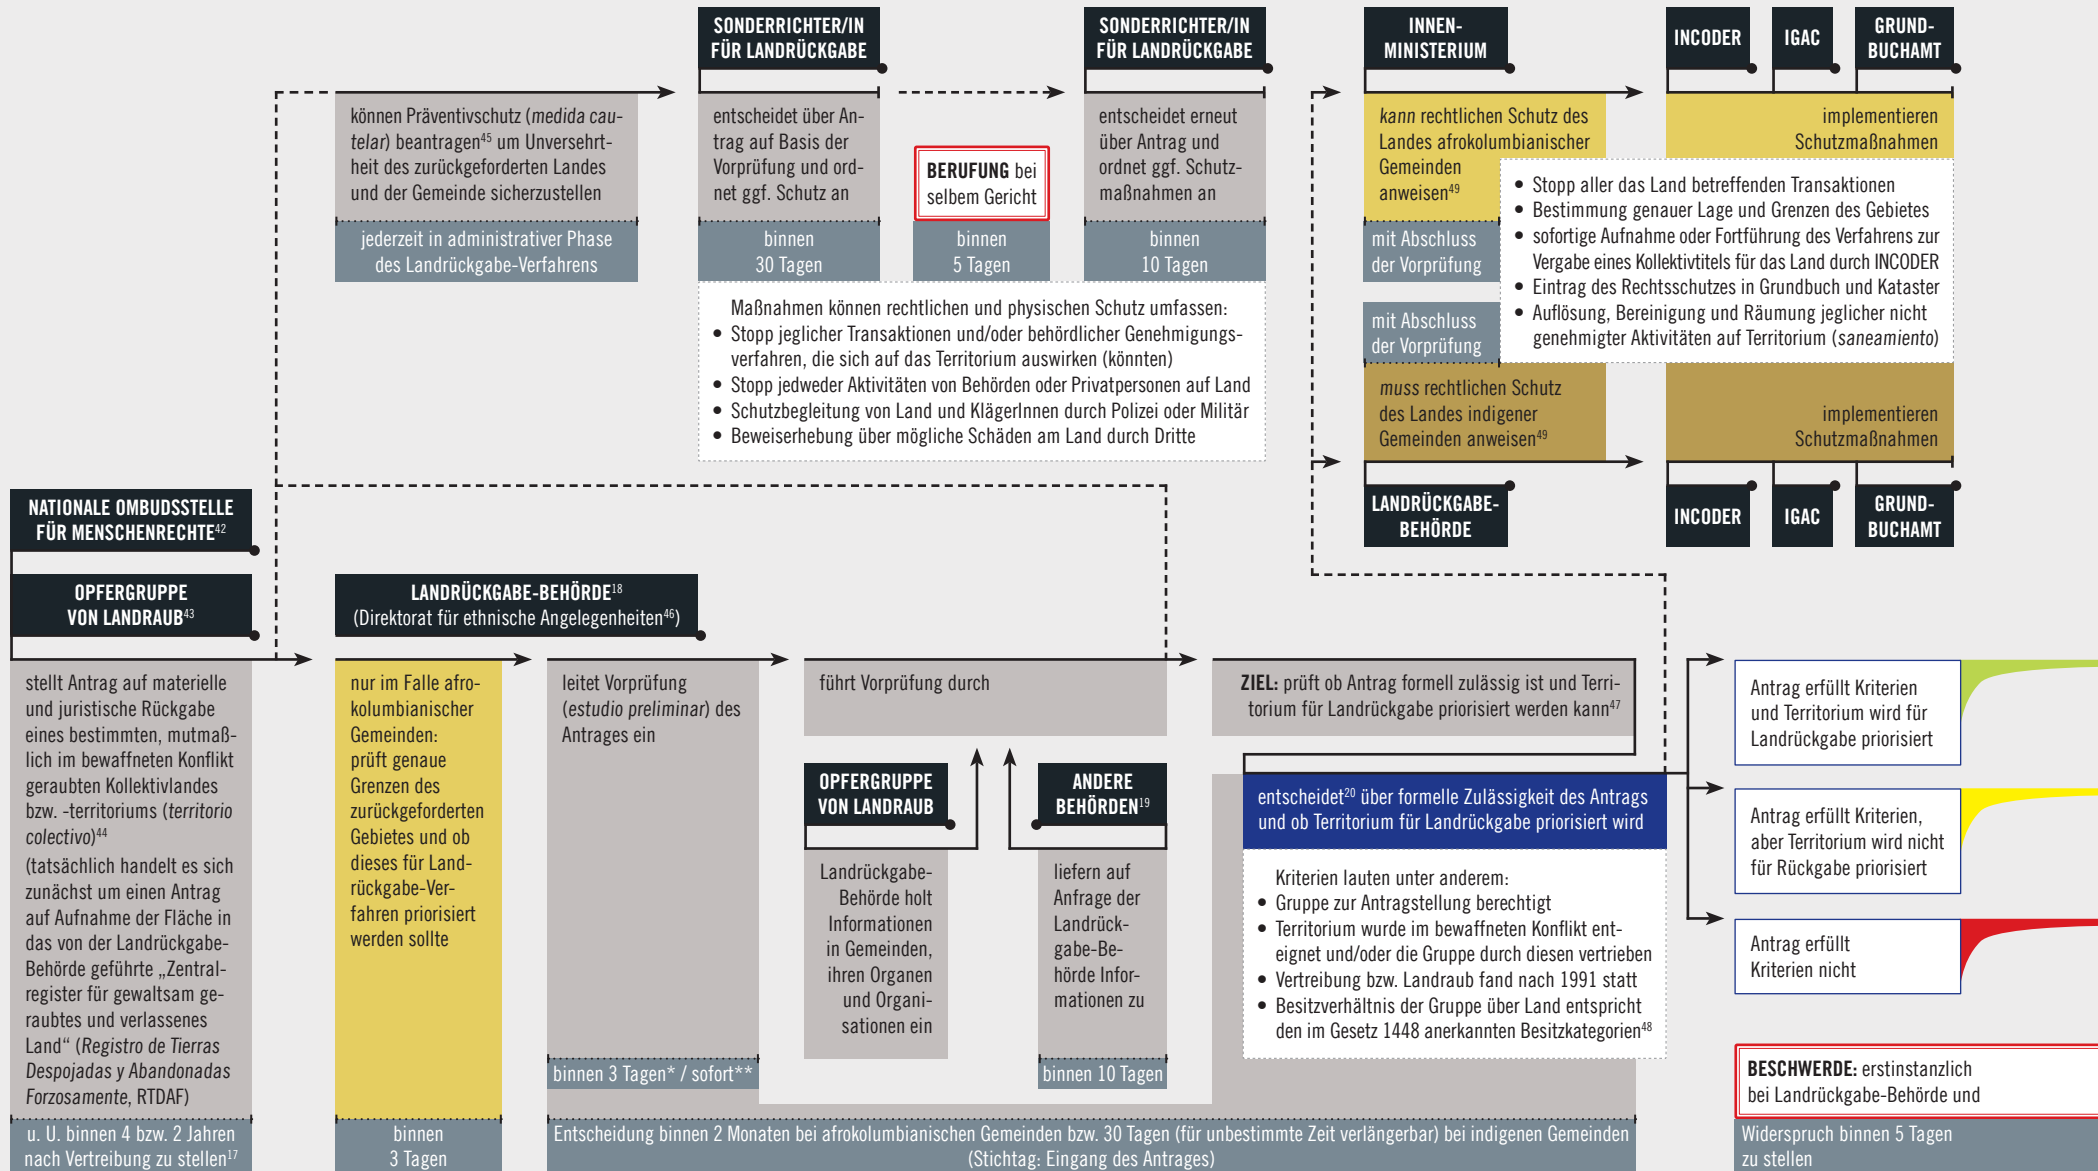 SONDERRICHTER/IN
FÜR LANDRÜCKGABE
SONDERRICHTER/IN
FÜR LANDRÜCKGABE
INNEN-
MINISTERIUM
INCODER
IGAC
GRUND-
BUCHAMT
können Präventivschutz (medida cau-
telar) beantragen⁴⁵ um Unversehrt-
heit des zurückgeforderten Landes
und der Gemeinde sicherzustellen
jederzeit in administrativer Phase
des Landrückgabe-Verfahrens
entscheidet über An-
trag auf Basis der
Vorprüfung und ord-
net ggf. Schutz an
binnen
30 Tagen
BERUFUNG bei
selbem Gericht
binnen
5 Tagen
entscheidet erneut
über Antrag und
ordnet ggf. Schutz-
maßnahmen an
binnen
10 Tagen
Maßnahmen können rechtlichen und physischen Schutz umfassen:
• Stopp jeglicher Transaktionen und/oder behördlicher Genehmigungs-
verfahren, die sich auf das Territorium auswirken (könnten)
• Stopp jedweder Aktivitäten von Behörden oder Privatpersonen auf Land
• Schutzbegleitung von Land und KlägerInnen durch Polizei oder Militär
• Beweiserhebung über mögliche Schäden am Land durch Dritte
kann rechtlichen Schutz des
Landes afrokolumbianischer
Gemeinden
anweisen⁴⁹
mit Abschluss
der Vorprüfung
implementieren
Schutzmaßnahmen
• Stopp aller das Land betreffenden Transaktionen
• Bestimmung genauer Lage und Grenzen des Gebietes
• sofortige Aufnahme oder Fortführung des Verfahrens zur
Vergabe eines Kollektivtitels für das Land durch INCODER
• Eintrag des Rechtsschutzes in Grundbuch und Kataster
• Auflösung, Bereinigung und Räumung jeglicher nicht
genehmigter Aktivitäten auf Territorium (saneamiento)
mit Abschluss
der Vorprüfung
muss rechtlichen Schutz
des Landes indigener
Gemeinden anweisen⁴⁹
implementieren
Schutzmaßnahmen
LANDRÜCKGABE-
BEHÖRDE
INCODER
IGAC
GRUND-
BUCHAMT
NATIONALE OMBUDSSTELLE
FÜR MENSCHENRECHTE⁴²
OPFERGRUPPE
VON LANDRAUB⁴³
stellt Antrag auf materielle
und juristische Rückgabe
eines bestimmten, mutmaß-
lich im bewaffneten Konflikt
geraubten Kollektivlandes
bzw. -territoriums (territorio
colectivo)⁴⁴
(tatsächlich handelt es sich
zunächst um einen Antrag
auf Aufnahme der Fläche in
das von der Landrückgabe-
Behörde geführte „Zentral-
register für gewaltsam ge-
raubtes und verlassenes
Land“ (Registro de Tierras
Despojadas y Abandonadas
Forzosamente, RTDAF)
u. U. binnen 4 bzw. 2 Jahren
nach Vertreibung zu stellen¹⁷
LANDRÜCKGABE-BEHÖRDE¹⁸
(Direktorat für ethnische Angelegenheiten⁴⁶)
nur im Falle afro-
kolumbianischer
Gemeinden:
prüft genaue
Grenzen des
zurückgeforderten
Gebietes und ob
dieses für Land-
rückgabe-Ver-
fahren priorisiert
werden sollte
binnen
3 Tagen
leitet Vorprüfung
(estudio preliminar) des
Antrages ein
binnen 3 Tagen* / sofort**
führt Vorprüfung durch
OPFERGRUPPE
VON LANDRAUB
Landrückgabe-
Behörde holt
Informationen
in Gemeinden,
ihren Organen
und Organi-
sationen ein
ANDERE
BEHÖRDEN¹⁹
liefern auf
Anfrage der
Landrück-
gabe-Be-
hörde Infor-
mationen zu
binnen 10 Tagen
ZIEL: prüft ob Antrag formell zulässig ist und Terri-
torium für Landrückgabe priorisiert werden kann⁴⁷
entscheidet²⁰ über formelle Zulässigkeit des Antrags
und ob Territorium für Landrückgabe priorisiert wird
Kriterien lauten unter anderem:
• Gruppe zur Antragstellung berechtigt
• Territorium wurde im bewaffneten Konflikt ent-
eignet und/oder die Gruppe durch diesen vertrieben
• Vertreibung bzw. Landraub fand nach 1991 statt
• Besitzverhältnis der Gruppe über Land entspricht
den im Gesetz 1448 anerkannten Besitzkategorien⁴⁸
Entscheidung binnen 2 Monaten bei afrokolumbianischen Gemeinden bzw. 30 Tagen (für unbestimmte Zeit verlängerbar) bei indigenen Gemeinden
(Stichtag: Eingang des Antrages)
Antrag erfüllt Kriterien
und Territorium wird für
Landrückgabe priorisiert
Antrag erfüllt Kriterien,
aber Territorium wird nicht
für Rückgabe priorisiert
Antrag erfüllt
Kriterien nicht
BESCHWERDE: erstinstanzlich
bei Landrückgabe-Behörde und
Widerspruch binnen 5 Tagen
zu stellen